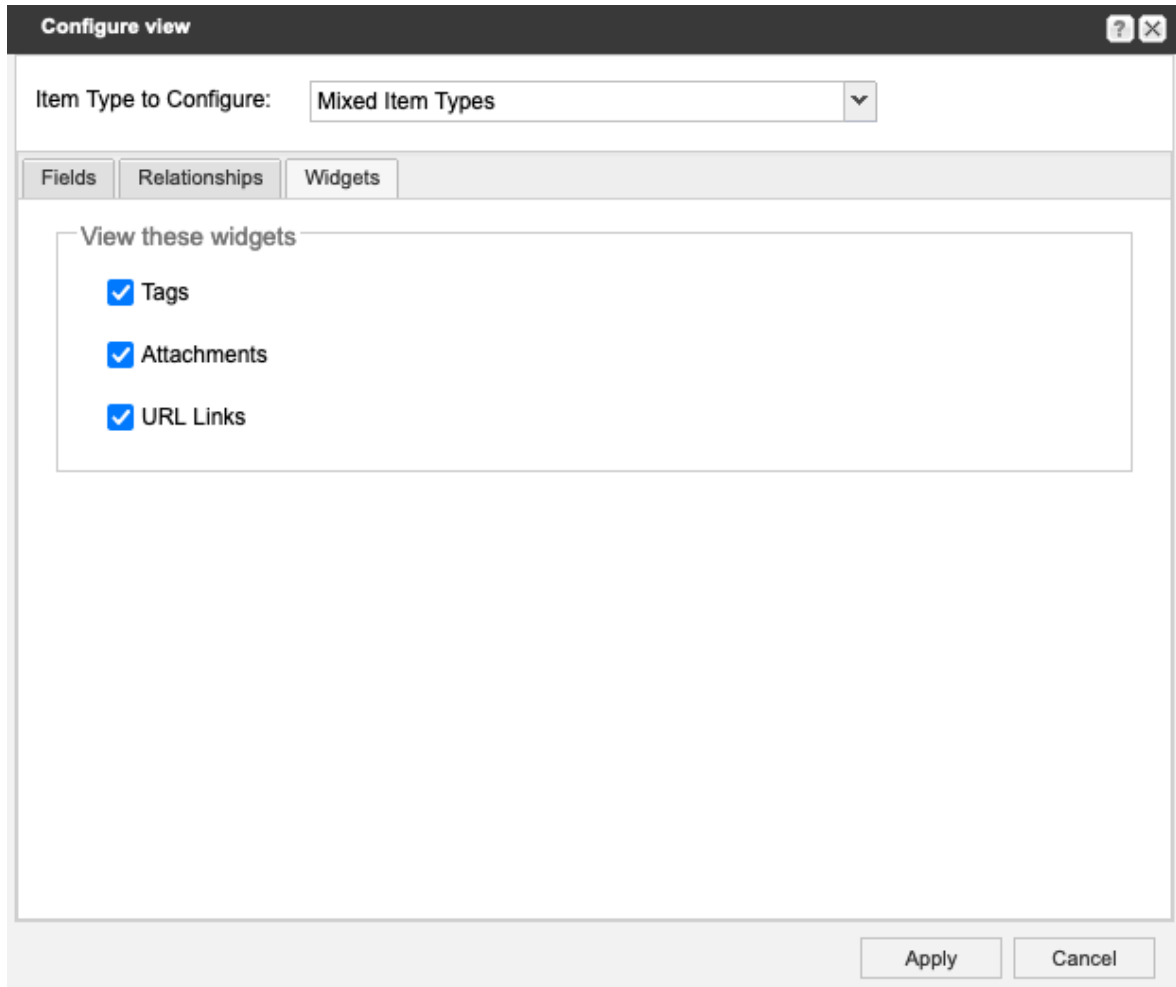 Configure view
?
Item Type to Configure: Mixed Item Types
Fields Relationships Widgets
View these widgets
Tags
Attachments
URL Links
Apply Cancel